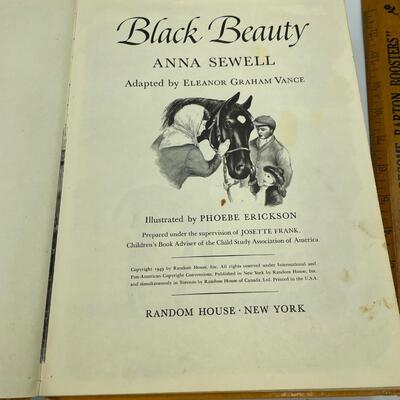 Black Beauty
ANNA SEWELL
Adapted by ELEANOR GRAHAM VANCE
Illustrated by PHOEBE ERICKSON
Prepared under the supervision of JOSETTE FRANK,
Children's Book Adviser of the Child Study Association of America
Copyright 1949 by Random House, Inc. All rights reserved under International and
Pan-American Copyright Conventions. Published in New York by Random House, Inc.
and simultaneously in Toronto by Random House of Canada, Ltd. Printed in the U.S.A.
RANDOM HOUSE · NEW YORK
BECOME BARTON BOOSTERS"